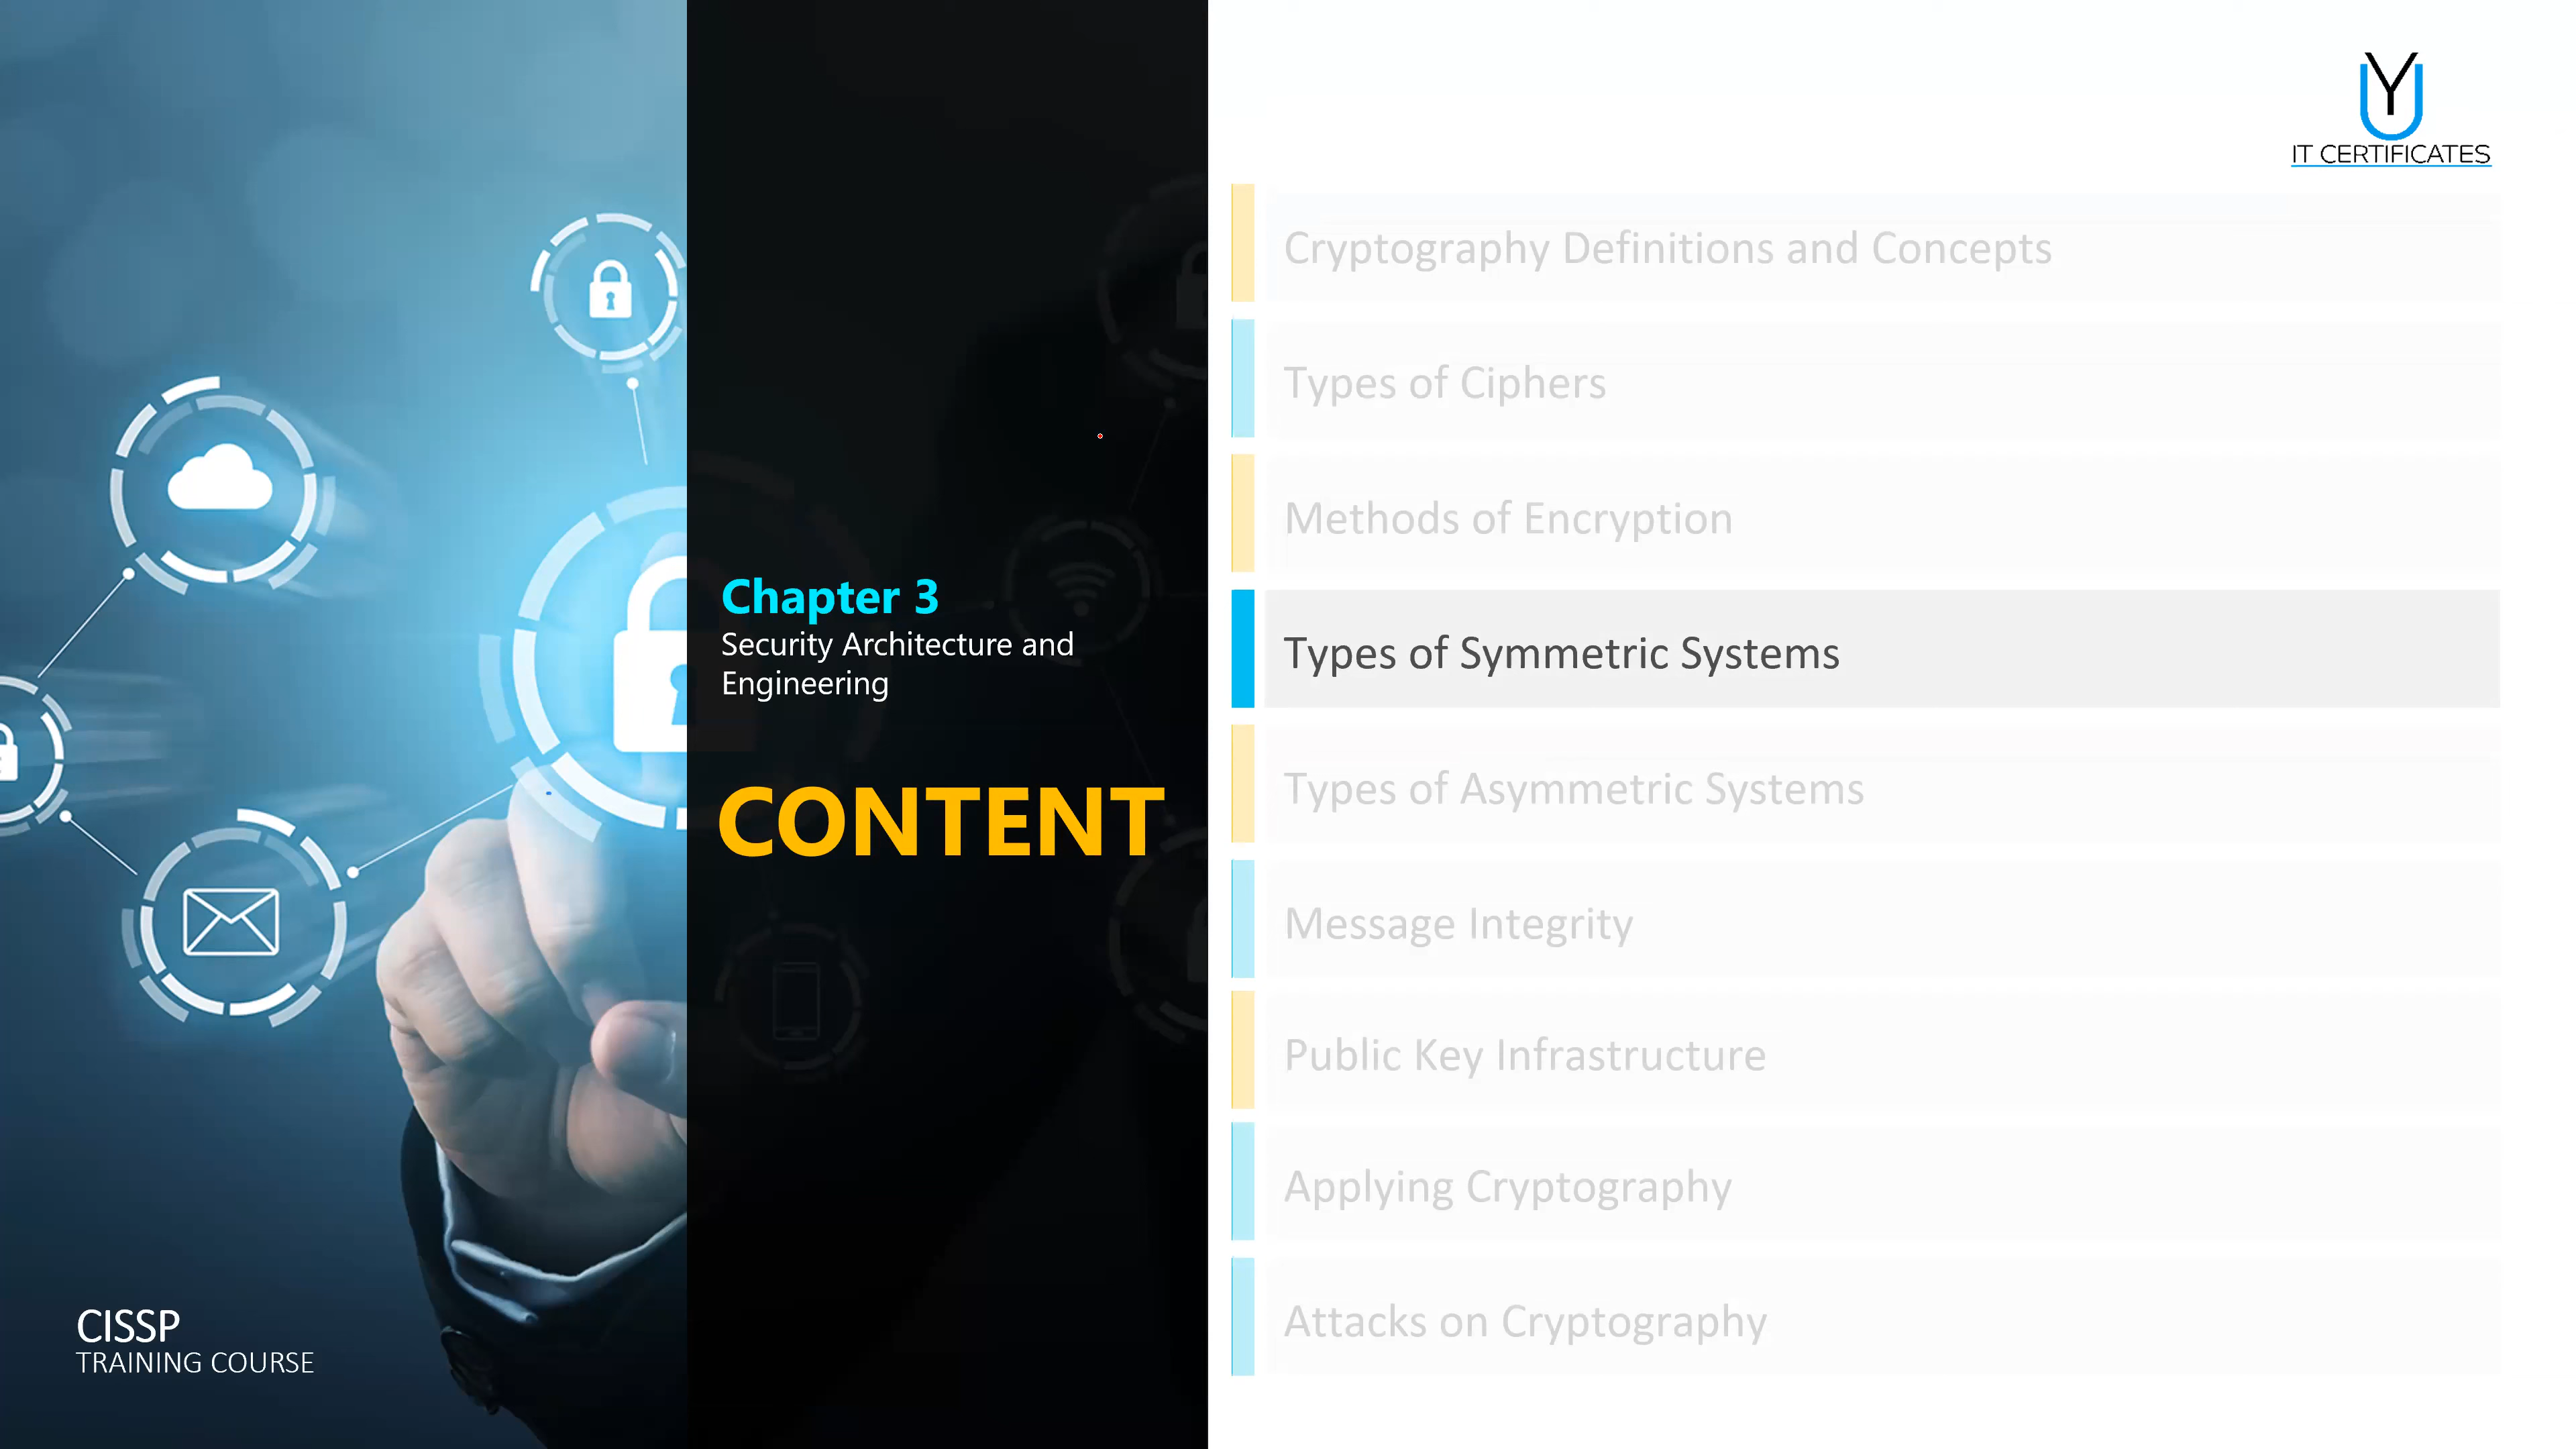 Chapter 3
Security Architecture and
Engineering
CONTENT
CISSP
TRAINING COURSE
UY
IT CERTIFICATES
Cryptography Definitions and Concepts
Types of Ciphers
Methods of Encryption
Types of Symmetric Systems
Types of Asymmetric Systems
Message Integrity
Public Key Infrastructure
Applying Cryptography
Attacks on Cryptography